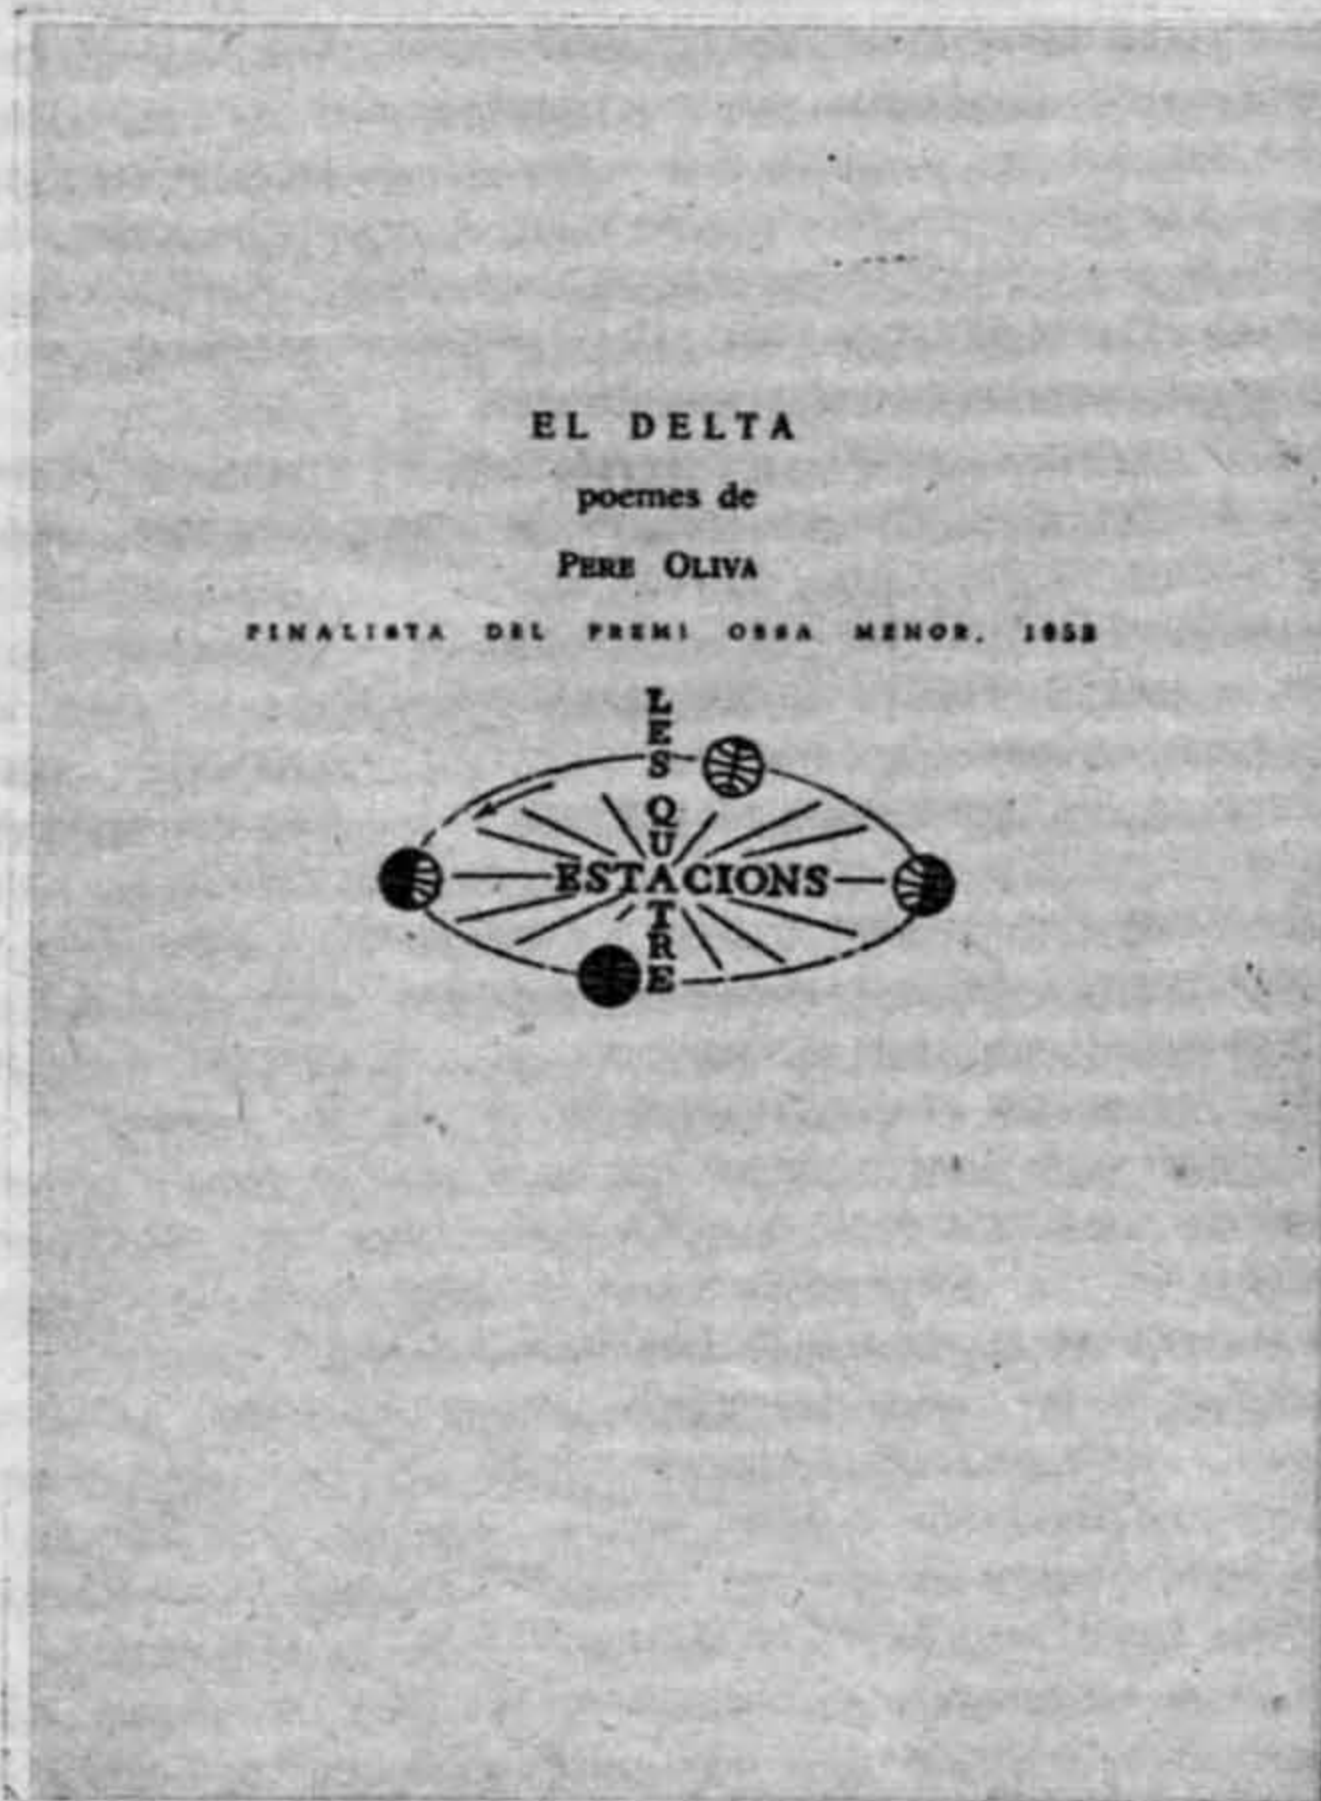 EL DELTA
poemes de
PERE OLIVA
FINALISTA DEL PREMI OSSA MENOR.
LES QUATRE
ESTACIONS